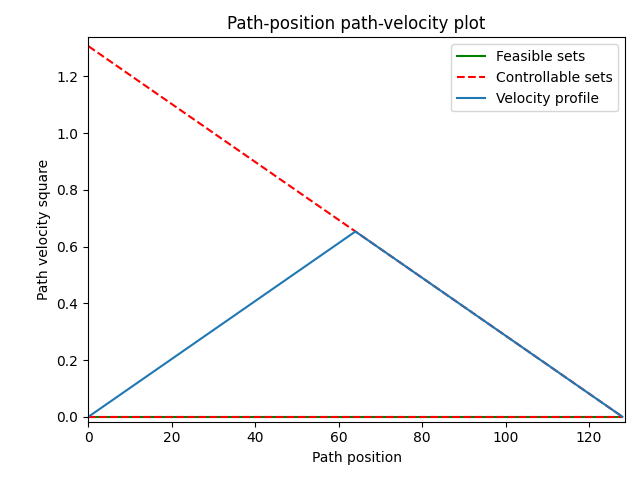 Path-position path-velocity plot
Feasible sets
Controllable sets
Velocity profile
Path velocity square
1.2
1.0
0.8
0.6
0.4
0.2
0.0
0 20 40 60 80 100 120
Path position